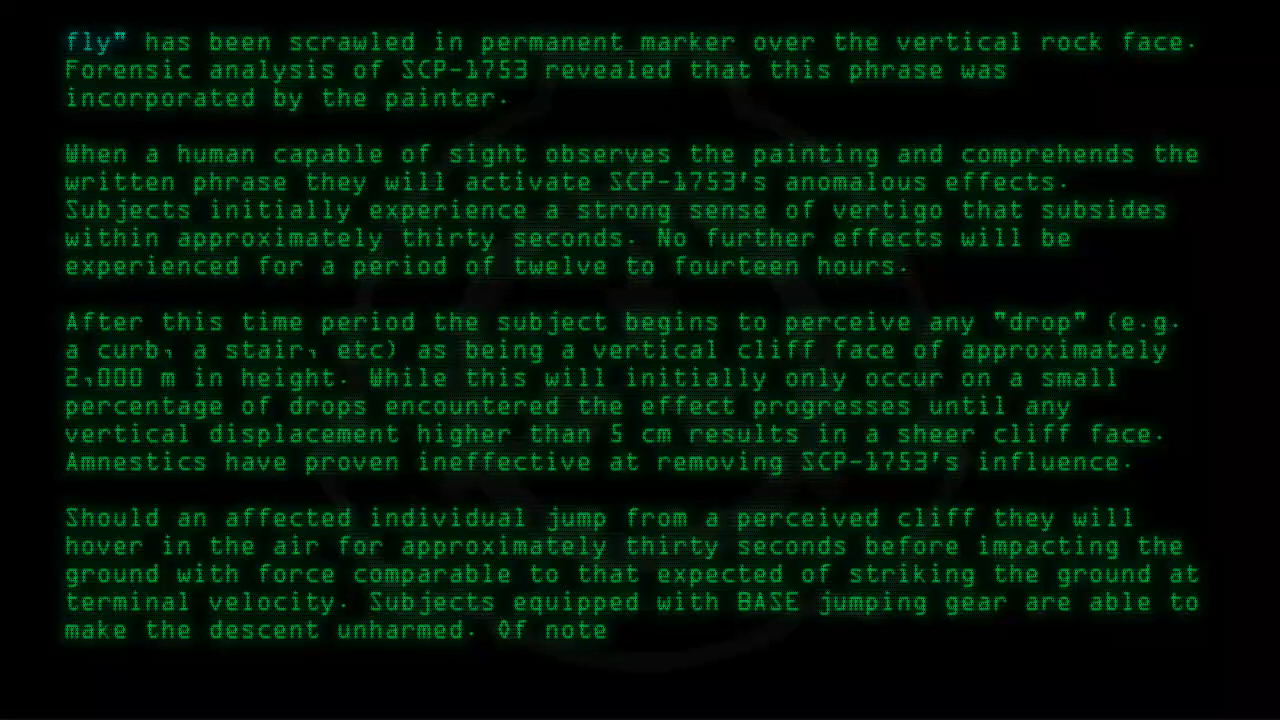 fly" has been scrawled in permanent marker over the vertical rock face.
Forensic analysis of SCP-1753 revealed that this phrase was
incorporated by the painter.
When a human capable of sight observes the painting and comprehends the
written phrase they will activate SCP-1753's anomalous effects.
Subjects initially experience a strong sense of vertigo that subsides
within approximately thirty seconds. No further effects will be
experienced for a period of twelve to fourteen hours.
After this time period the subject begins to perceive any "drop" (e.g.
a curb, a stair, etc) as being a vertical cliff face of approximately
2,000 m in height. While this will initially only occur on a small
percentage of drops encountered the effect progresses until any
vertical displacement higher than 5 cm results in a sheer cliff face.
Amnestics have proven ineffective at removing SCP-1753's influence.
Should an affected individual jump from a perceived cliff they will
hover in the air for approximately thirty seconds before impacting the
ground with force comparable to that expected of striking the ground at
terminal velocity. Subjects equipped with BASE jumping gear are able to
make the descent unharmed. Of note